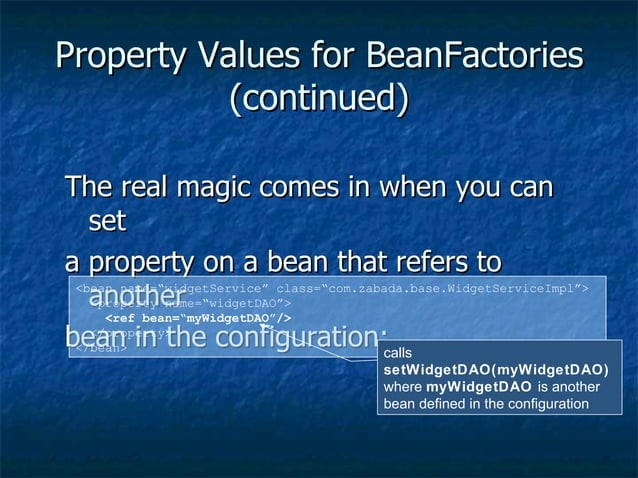 Property Values for BeanFactories
(continued)
The real magic comes in when you can
set
a property on a bean that refers to
another
bean in the configuration:
<bean name=“widgetService” class=“com.zabada.base.WidgetServiceImpl”>
<property name=“widgetDAO”>
<ref bean=“myWidgetDAO”/>
</property>
</bean>
calls
setWidgetDAO(myWidgetDAO)
where myWidgetDAO is another
bean defined in the configuration